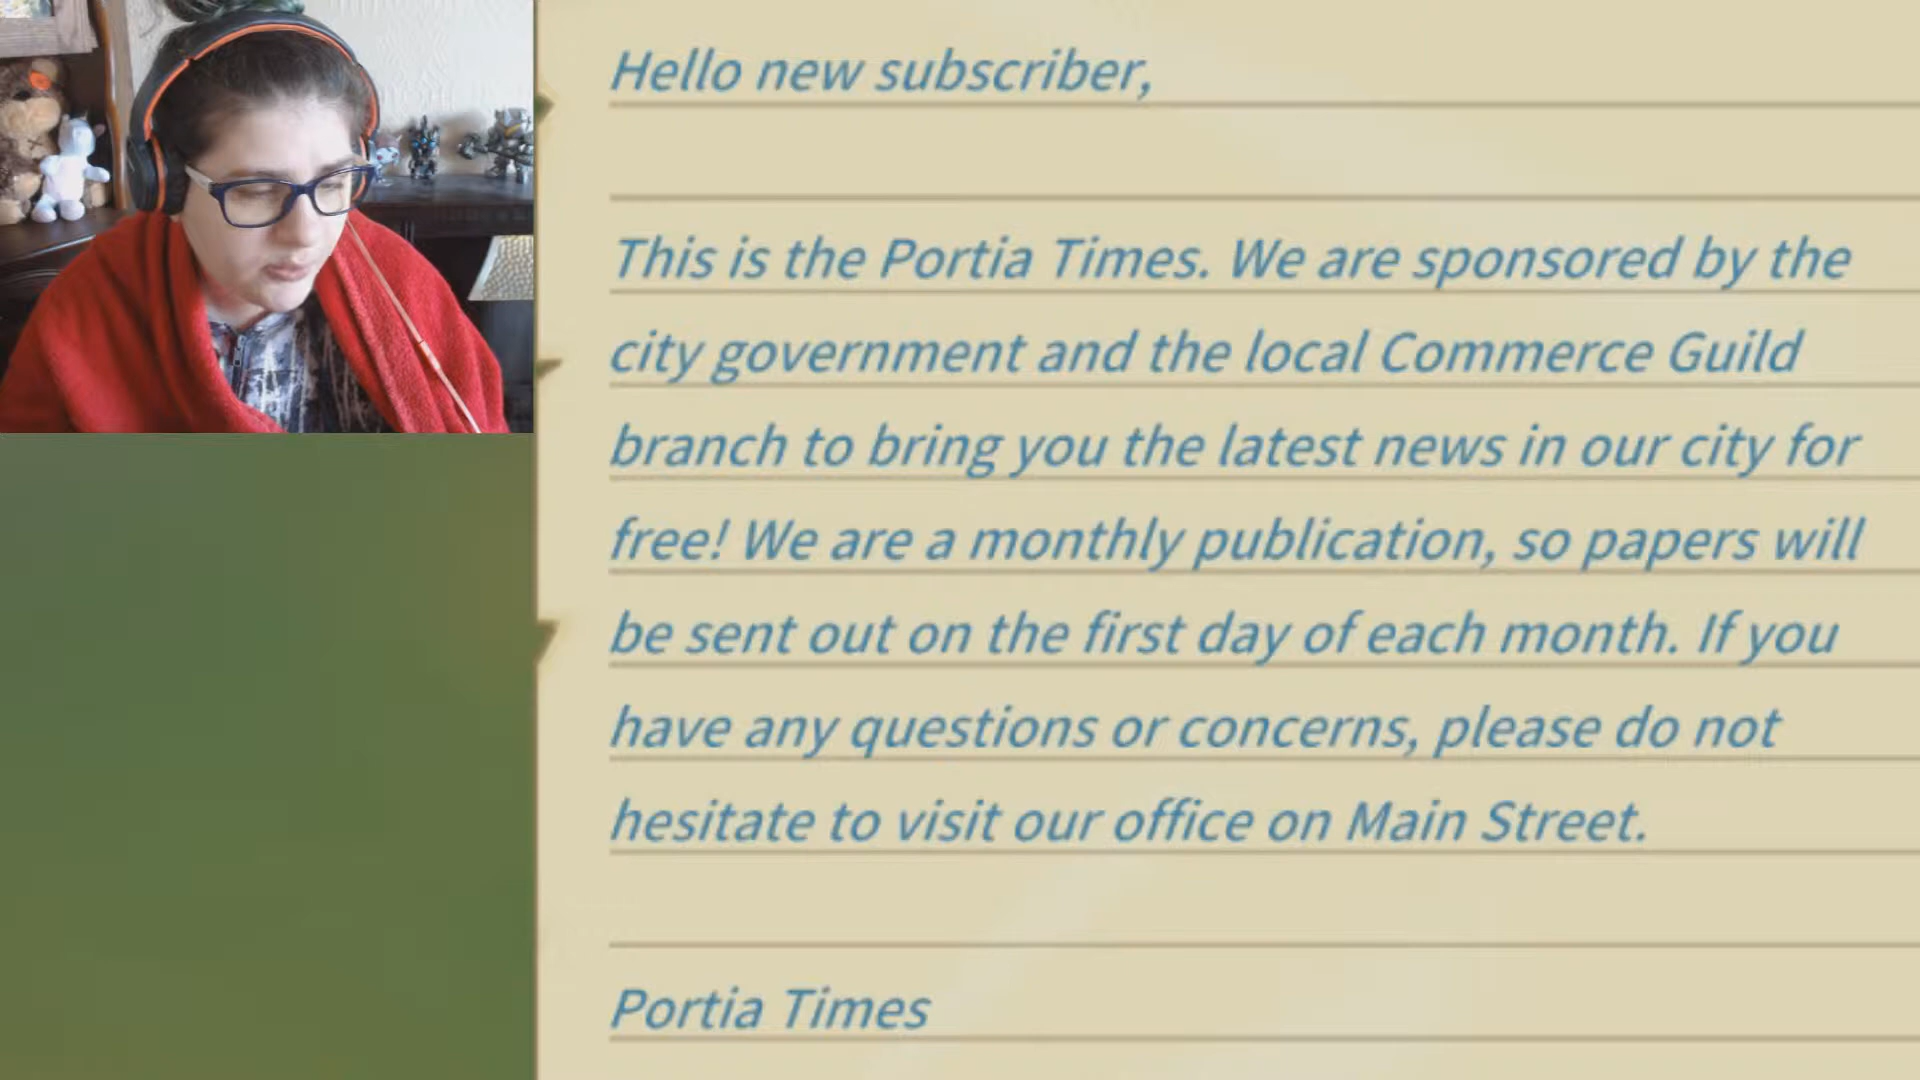 Hello new subscriber,
This is the Portia Times. We are sponsored by the
city government and the local Commerce Guild
branch to bring you the latest news in our city for
free! We are a monthly publication, so papers will
be sent out on the first day of each month. If you
have any questions or concerns, please do not
hesitate to visit our office on Main Street.
Portia Times